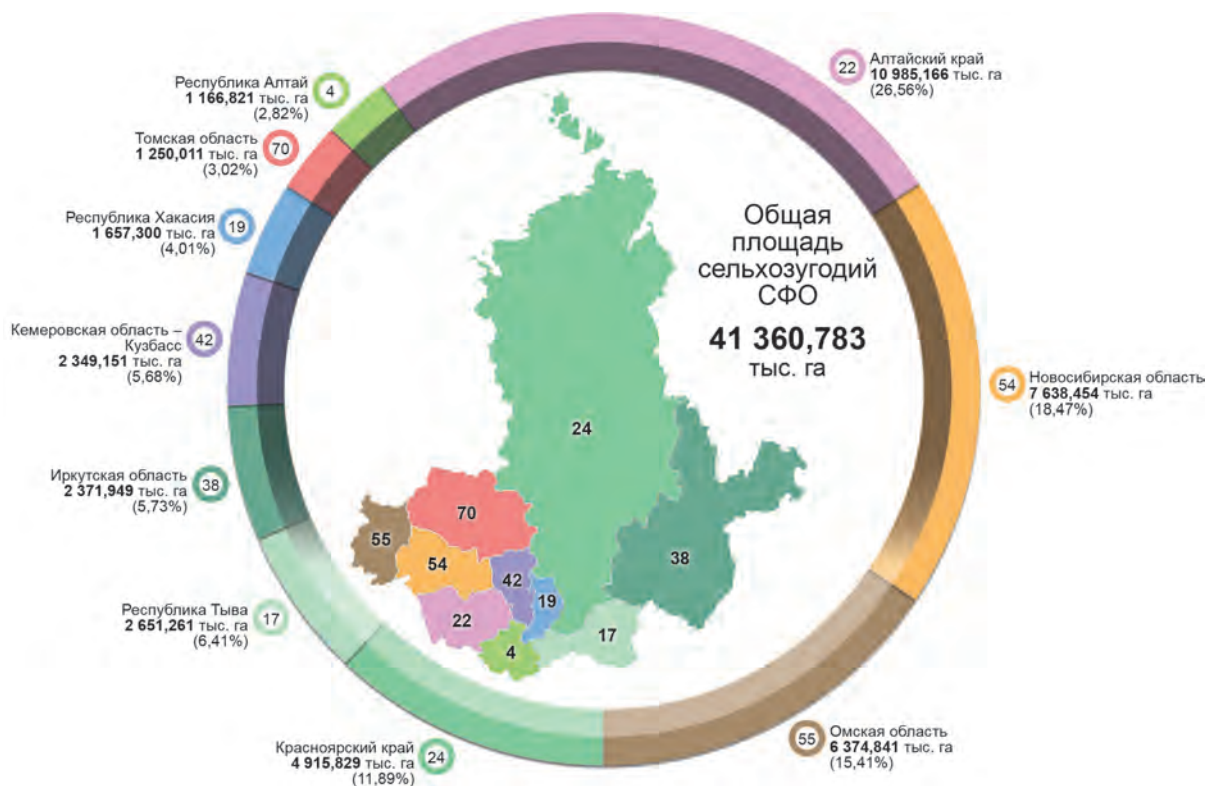 Республика Алтай
1 166,821 тыс. га
(2,82%)
4
Томская область
1 250,011 тыс. га
(3,02%)
70
Республика Хакасия
1 657,300 тыс. га
(4,01%)
19
Кемеровская область –
Кузбасс
2 349,151 тыс. га
(5,68%)
42
Иркутская область
2 371,949 тыс. га
(5,73%)
38
Республика Тыва
2 651,261 тыс. га
(6,41%)
17
Красноярский край
4 915,829 тыс. га
(11,89%)
24
22
Алтайский край
10 985,166 тыс. га
(26,56%)
54
Новосибирская область
7 638,454 тыс. га
(18,47%)
55
Омская область
6 374,841 тыс. га
(15,41%)
Общая
площадь
сельхозугодий
СФО
41 360,783
тыс. га
24
70
55
54
42
38
19
22
17
4